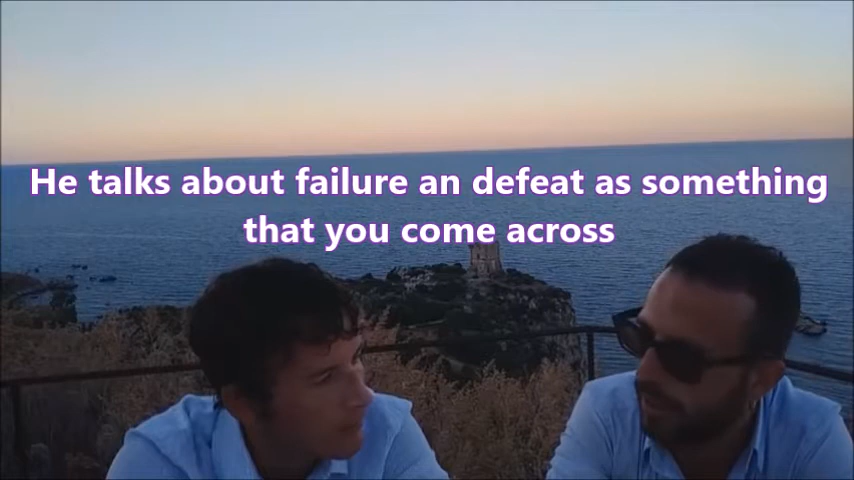 He talks about failure an defeat as something
that you come across